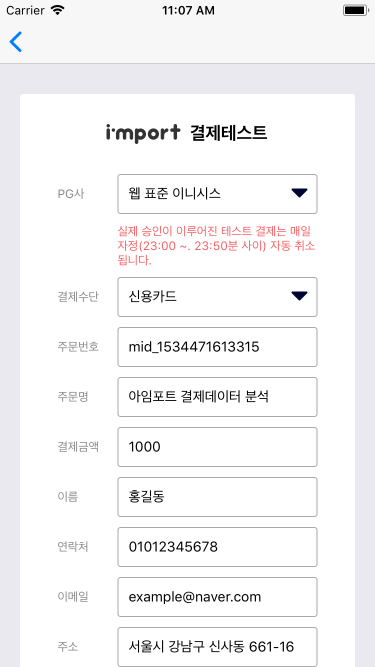 Carrier 11:07 AM
i'mport 결제테스트
PG사 웹 표준 이니시스
실제 승인이 이루어진 테스트 결제는 매일
자정(23:00 ~. 23:50분 사이) 자동 취소
됩니다.
결제수단 신용카드
주문번호 mid_1534471613315
주문명 아임포트 결제데이터 분석
결제금액 1000
이름 홍길동
연락처 01012345678
이메일 example@naver.com
주소 서울시 강남구 신사동 661-16